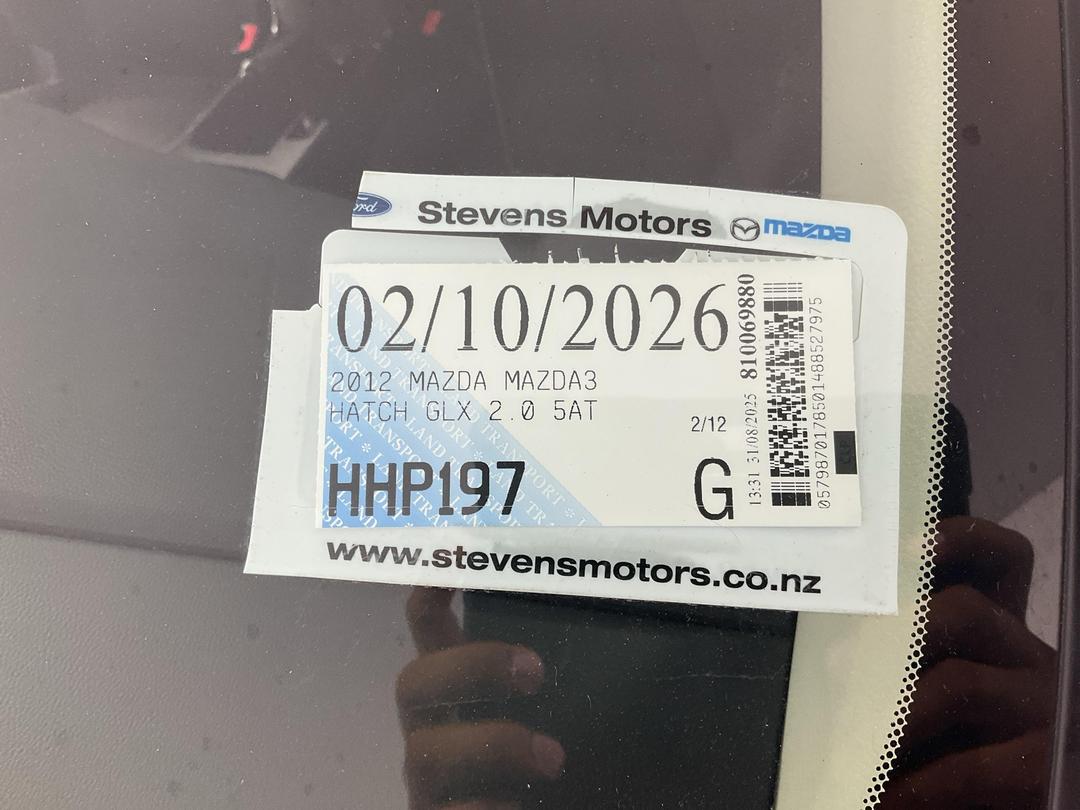 Ford Stevens Motors mazda
02/10/2026
2012 MAZDA MAZDA3
HATCH GLX 2.0 5AT
2/12
HHP197
G
13:31 31/08/2025 810069880
0579870178501488527975
www.stevensmotors.co.nz